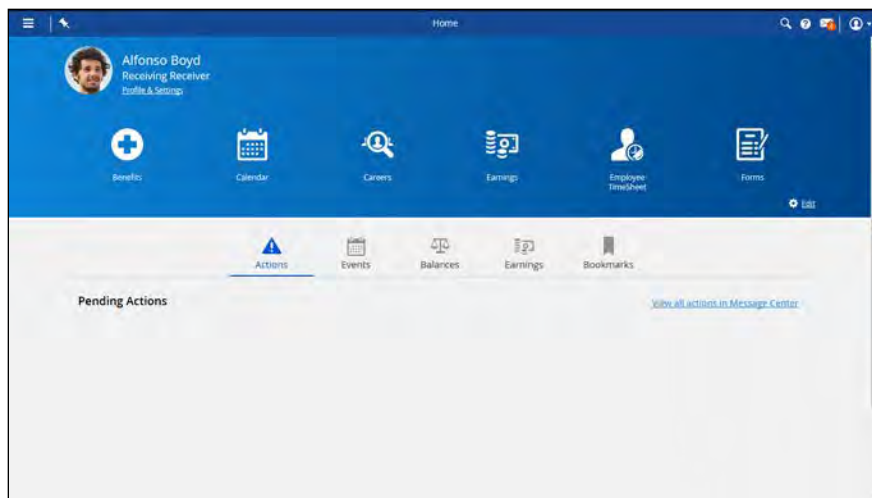 Home
Alfonso Boyd
Receiving Receiver
Profile & Settings
Benefits
Calendar
Careers
Earnings
Employee
TimeSheet
Forms
Edit
Actions
Events
Balances
Earnings
Bookmarks
Pending Actions
View all actions in Message Center